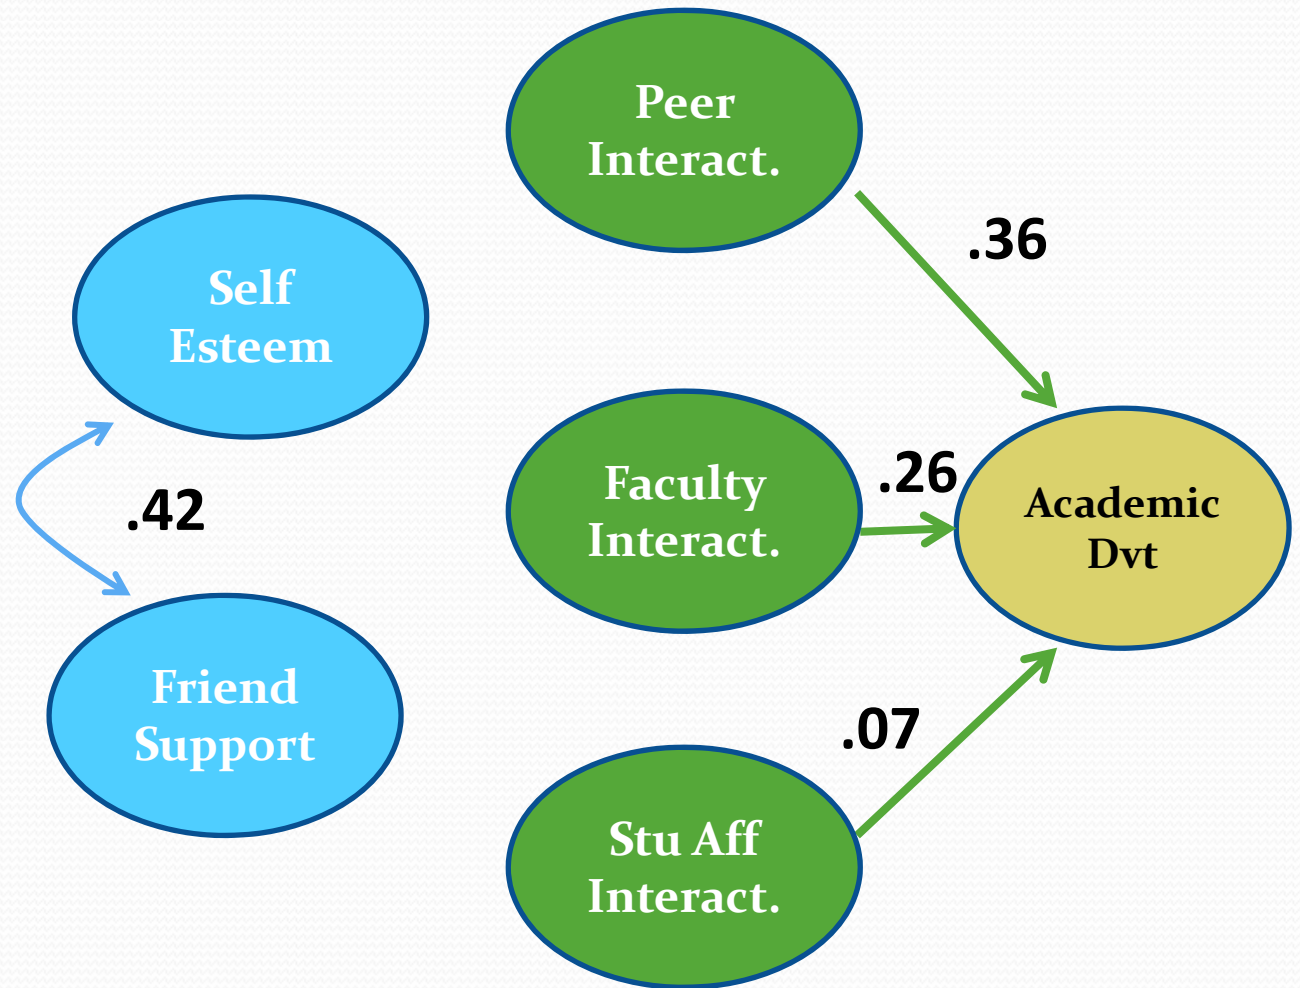 Peer
Interact.
.36
Self
Esteem
.42
Faculty
Interact.
.26
Academic
Dvt
Friend
Support
.07
Stu Aff
Interact.